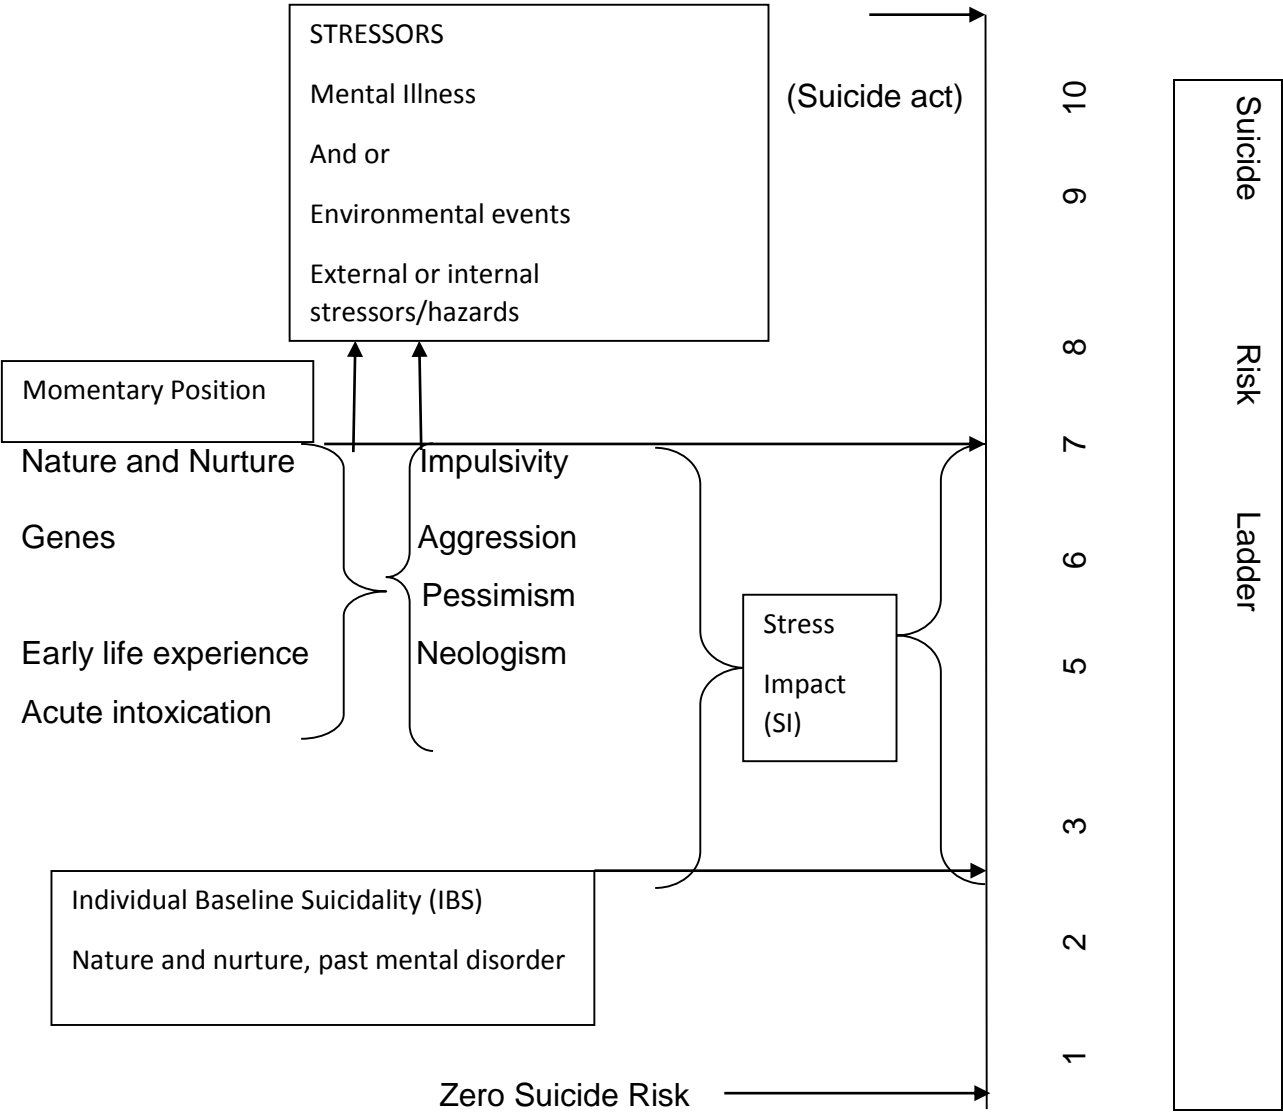 STRESSORS
Mental Illness
And or
Environmental events
External or internal
stressors/hazards
(Suicide act)
Momentary Position
Nature and Nurture
Genes
Early life experience
Acute intoxication
Impulsivity
Aggression
Pessimism
Neologism
Stress
Impact
(SI)
Individual Baseline Suicidality (IBS)
Nature and nurture, past mental disorder
Zero Suicide Risk
10
9
8
7
6
5
3
2
1
Suicide Risk Ladder